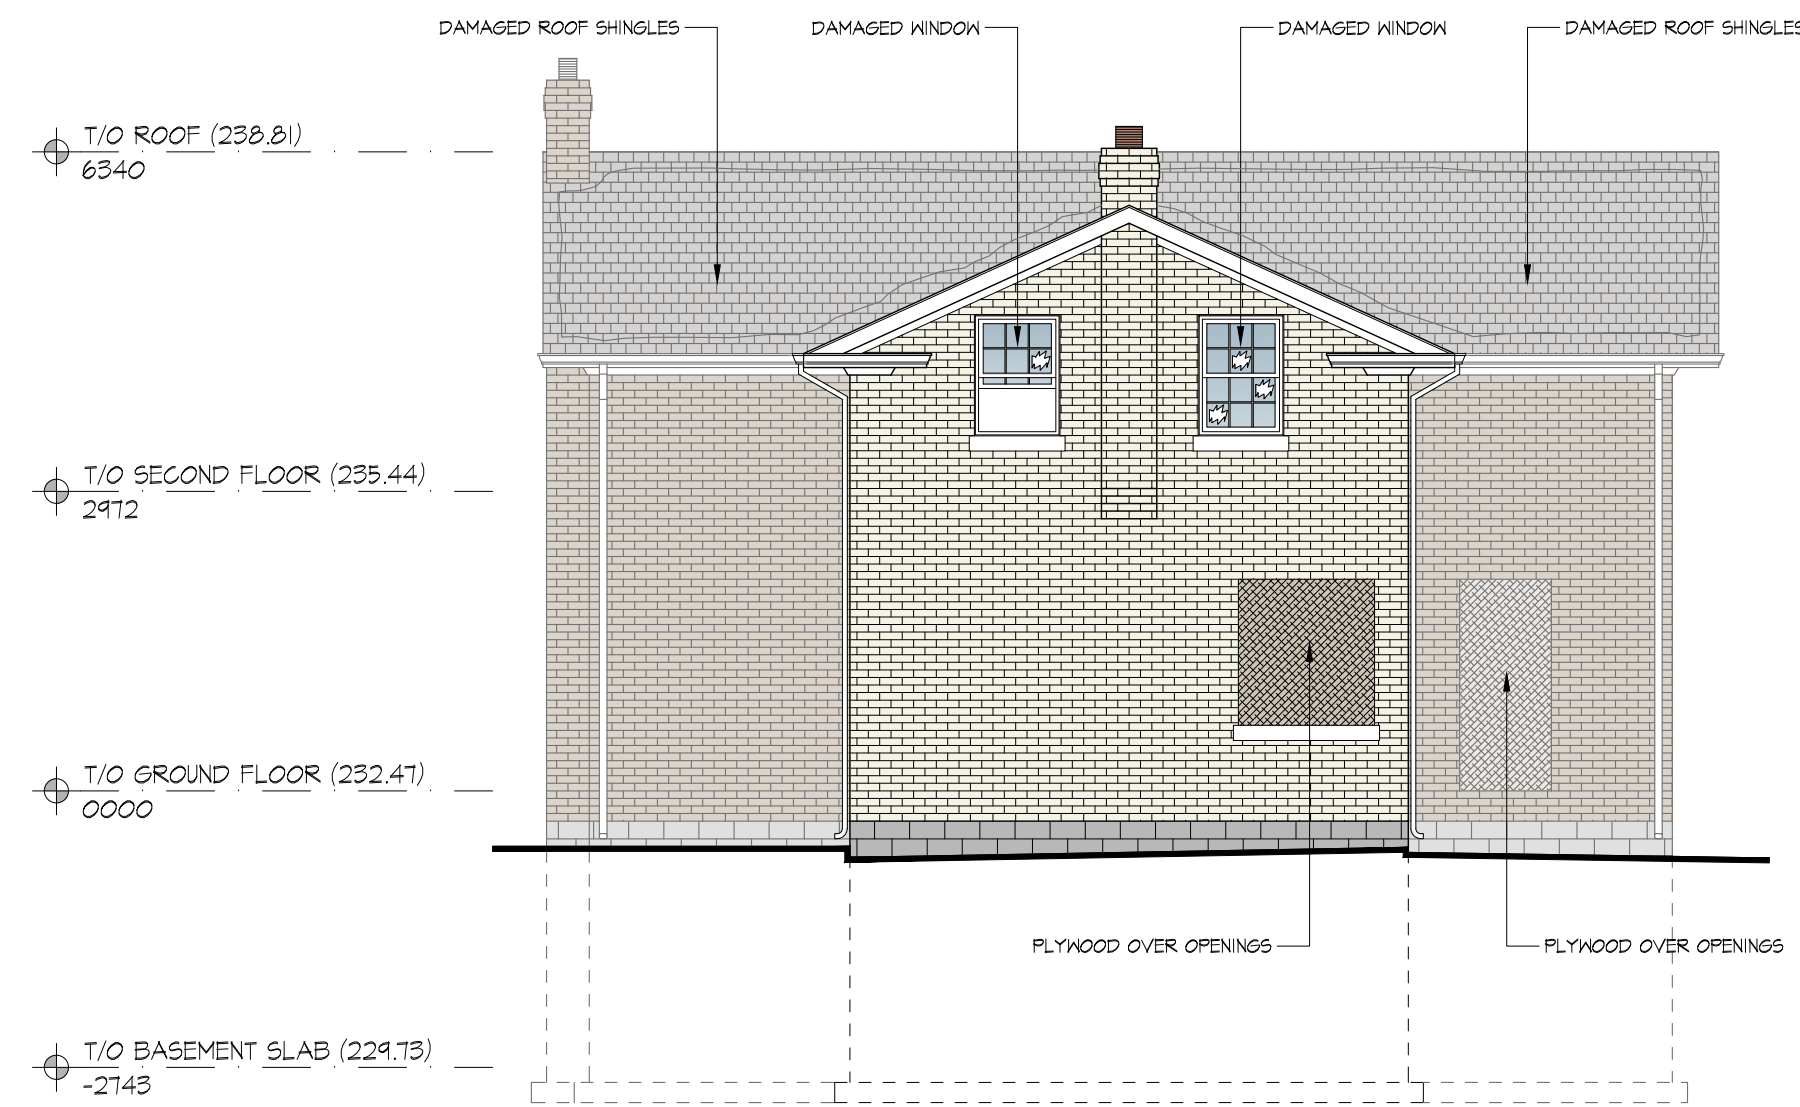 DAMAGED ROOF SHINGLES
DAMAGED WINDOW
DAMAGED WINDOW
DAMAGED ROOF SHINGLES
T/O ROOF (238.81)
6340
T/O SECOND FLOOR (235.44)
2972
T/O GROUND FLOOR (232.47)
0000
PLYWOOD OVER OPENINGS
PLYWOOD OVER OPENINGS
T/O BASEMENT SLAB (229.73)
-2743